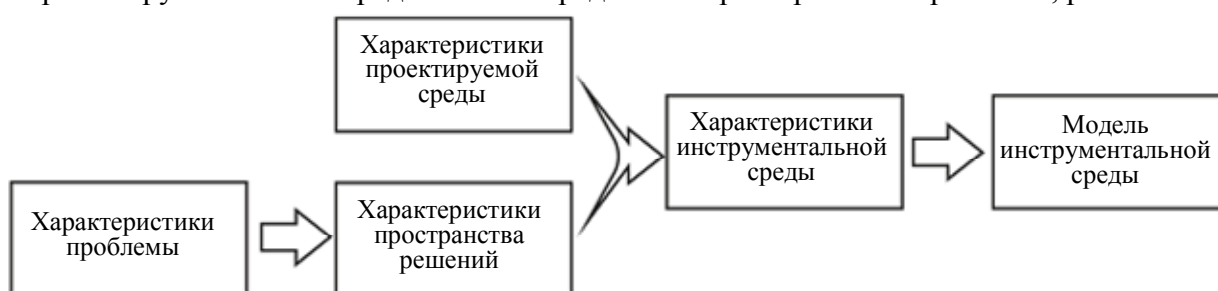 Характеристики
проектируемой
среды
Характеристики
инструментальной
среды
Модель
инструментальной
среды
Характеристики
проблемы
Характеристики
пространства
решений